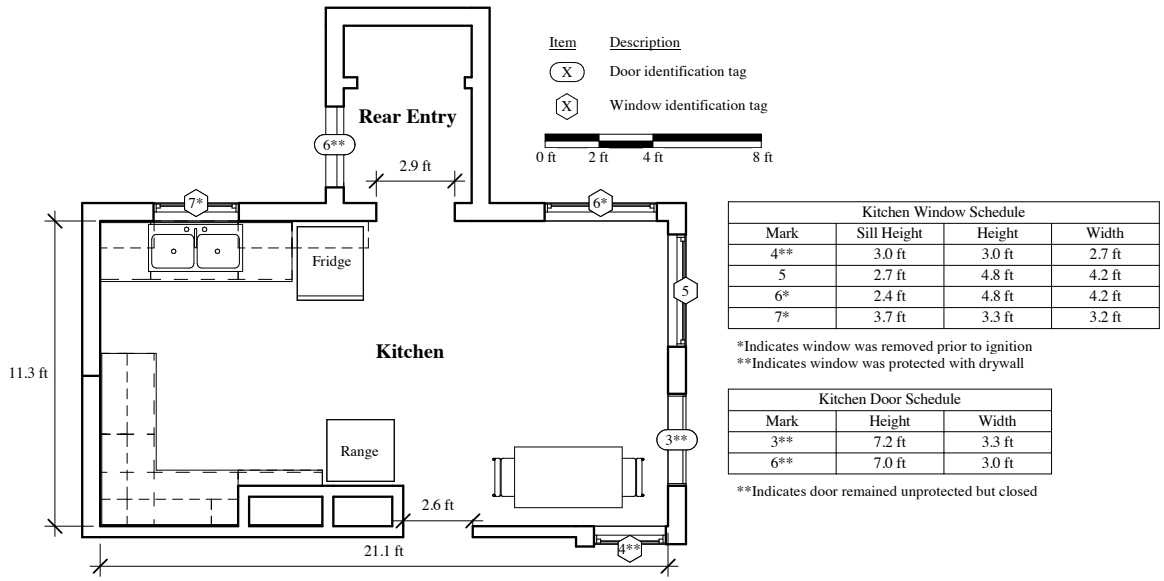 Item Description
X Door identification tag
X Window identification tag
0 ft 2 ft 4 ft 8 ft
Rear Entry
6**
2.9 ft
7*
6*
Fridge
5
Kitchen
11.3 ft
Range
3**
2.6 ft
21.1 ft
4**
Kitchen Window Schedule
Mark Sill Height Height Width
4** 3.0 ft 3.0 ft 2.7 ft
5 2.7 ft 4.8 ft 4.2 ft
6* 2.4 ft 4.8 ft 4.2 ft
7* 3.7 ft 3.3 ft 3.2 ft
*Indicates window was removed prior to ignition
**Indicates window was protected with drywall
Kitchen Door Schedule
Mark Height Width
3** 7.2 ft 3.3 ft
6** 7.0 ft 3.0 ft
**Indicates door remained unprotected but closed